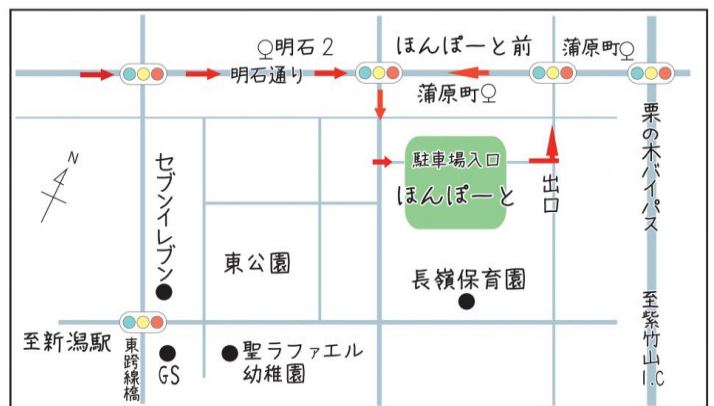 明石2
ほんぽーと前
蒲原町
明石通り
蒲原町
N
セブンイレブン
駐車場入口
ほんぽーと
出口
栗の木バイパス
東公園
長嶺保育園
至新潟駅
東跨線橋
GS
聖ラファエル
幼稚園
至紫竹山I.C